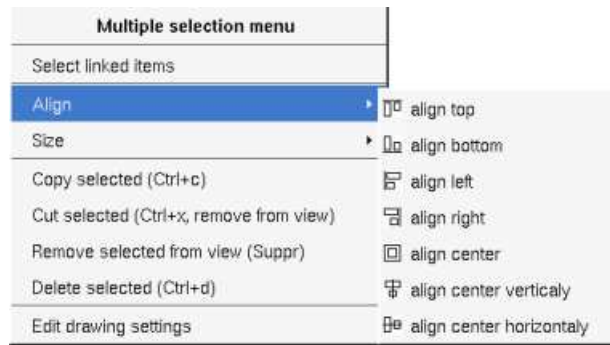 Multiple selection menu
Select linked items
Align
Size
Copy selected (Ctrl+c)
Cut selected (Ctrl+x, remove from view)
Remove selected from view (Suppr)
Delete selected (Ctrl+d)
Edit drawing settings
align top
align bottom
align left
align right
align center
align center verticaly
align center horizontaly